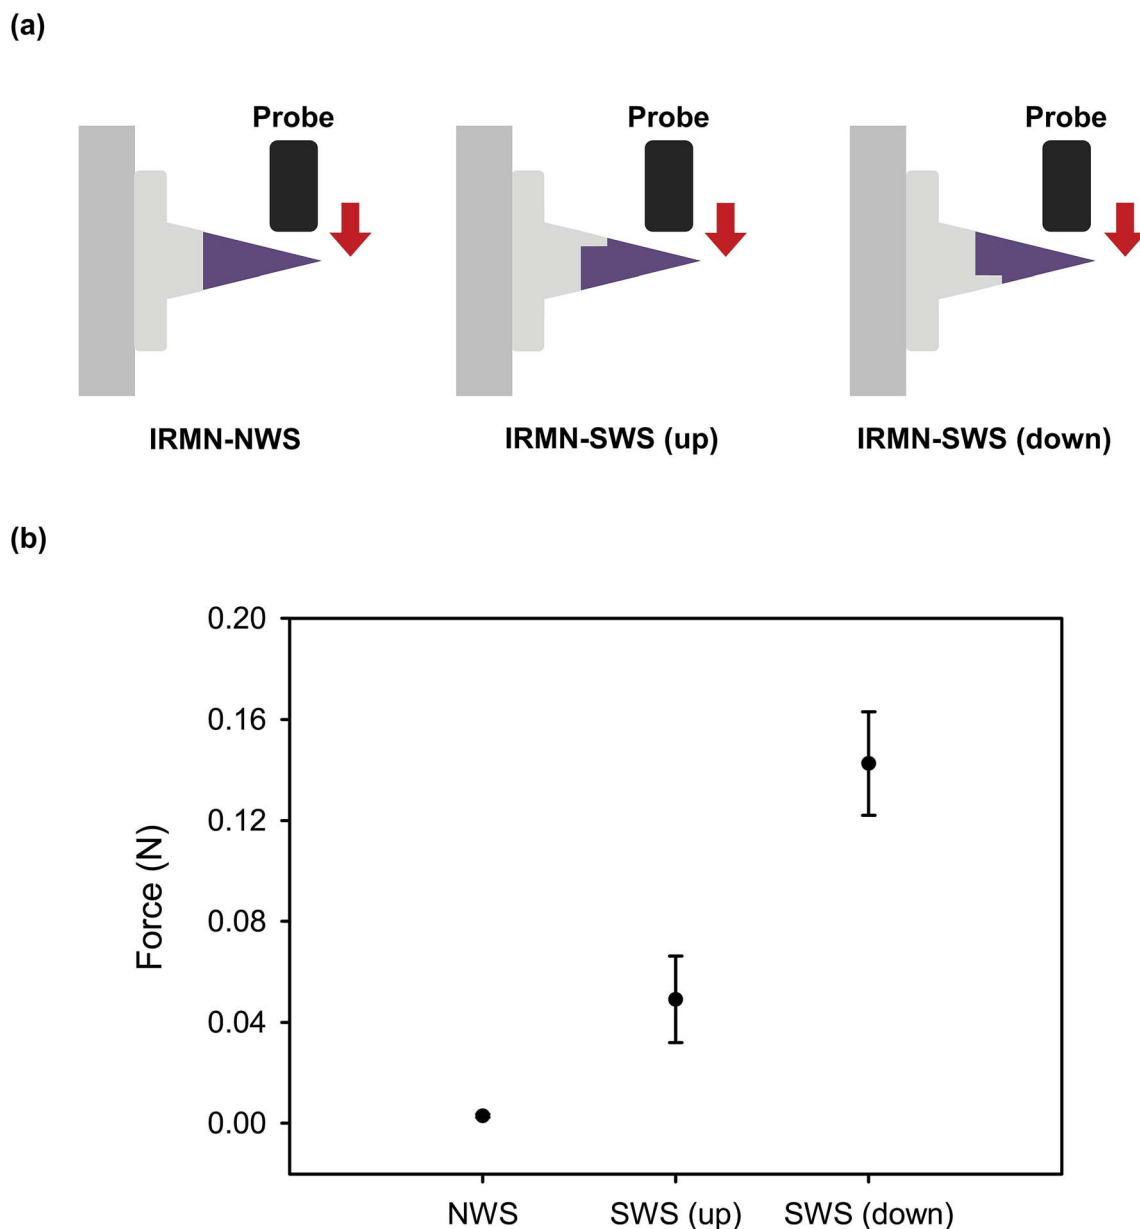 (a)
Probe Probe Probe
IRMN-NWS IRMN-SWS (up) IRMN-SWS (down)
(b)
0.20
0.16
0.12
0.08
0.04
0.00
Force (N)
NWS SWS (up) SWS (down)